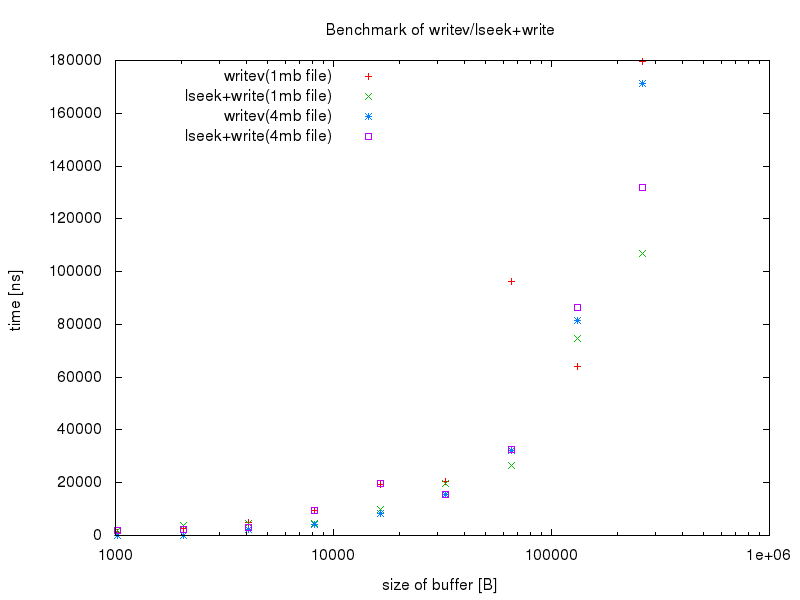 Benchmark of writev/lseek+write
writev(1mb file)
lseek+write(1mb file)
writev(4mb file)
lseek+write(4mb file)
180000
160000
140000
120000
100000
80000
60000
40000
20000
0
time [ns]
1000 10000 100000 1e+06
size of buffer [B]